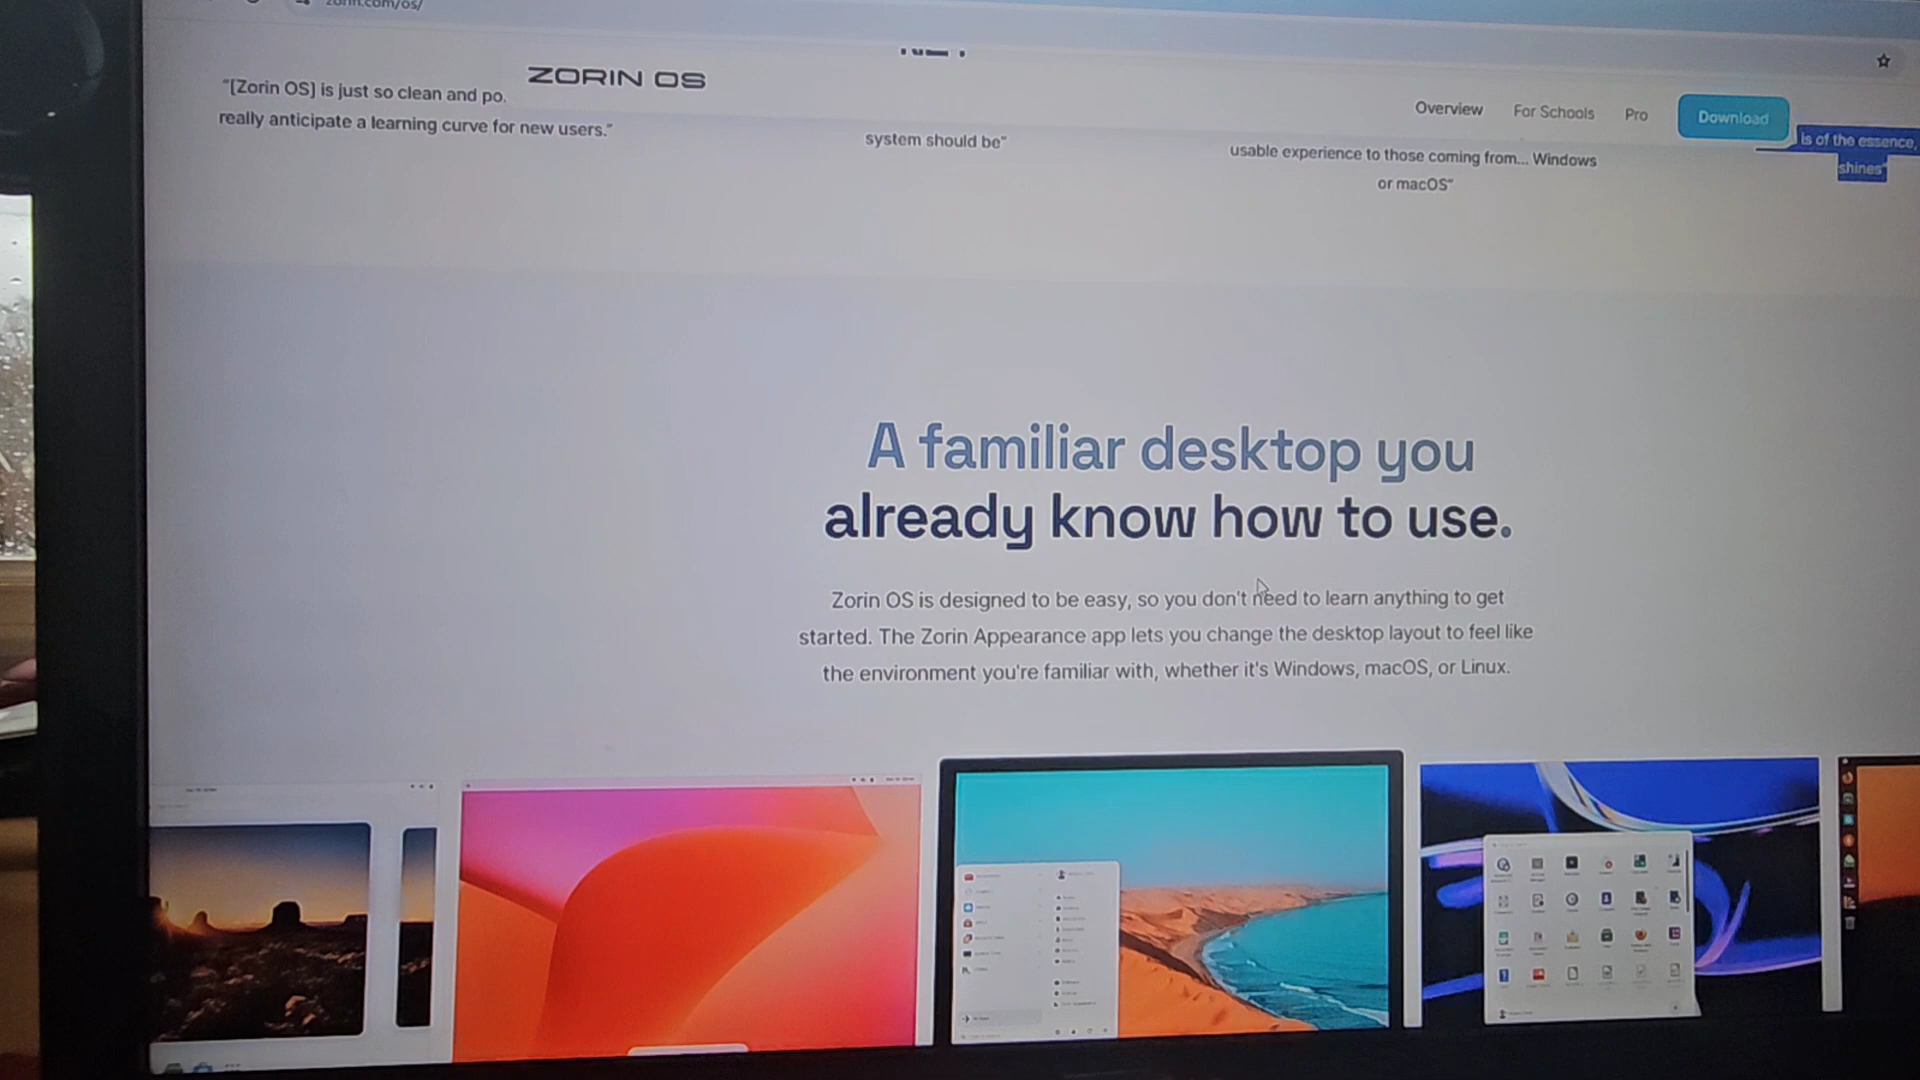 zorin.com/os/
ZORIN OS
Overview
For Schools
Pro
Download
"[Zorin OS] is just so clean and po.
really anticipate a learning curve for new users."
system should be"
usable experience to those coming from... Windows
or macOS"
is of the essence,
shines"
A familiar desktop you
already know how to use.
Zorin OS is designed to be easy, so you don't need to learn anything to get
started. The Zorin Appearance app lets you change the desktop layout to feel like
the environment you're familiar with, whether it's Windows, macOS, or Linux.